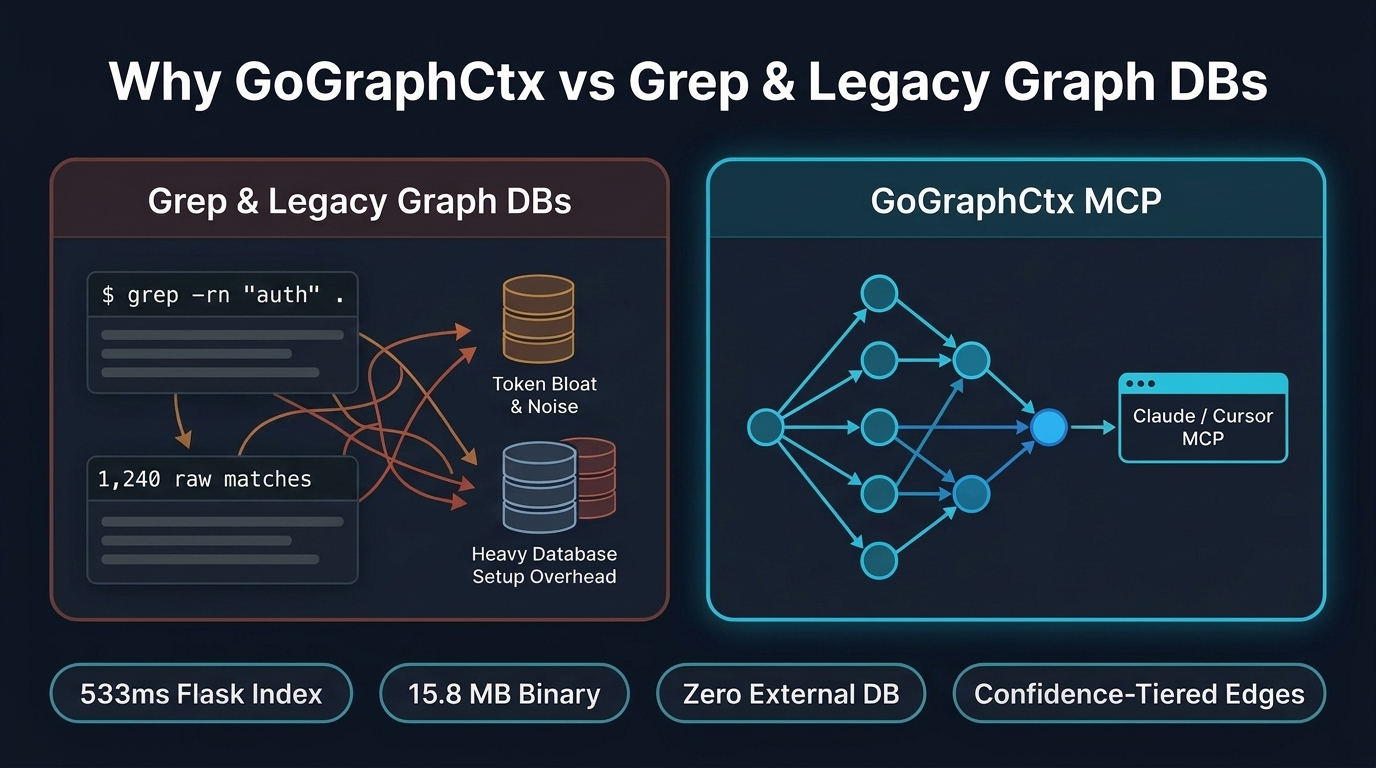 Why GoGraphCtx vs Grep & Legacy Graph DBs
Grep & Legacy Graph DBs
$ grep -rn "auth" .
1,240 raw matches
Token Bloat
& Noise
Heavy Database
Setup Overhead
GoGraphCtx MCP
Claude / Cursor
MCP
533ms Flask Index
15.8 MB Binary
Zero External DB
Confidence-Tiered Edges